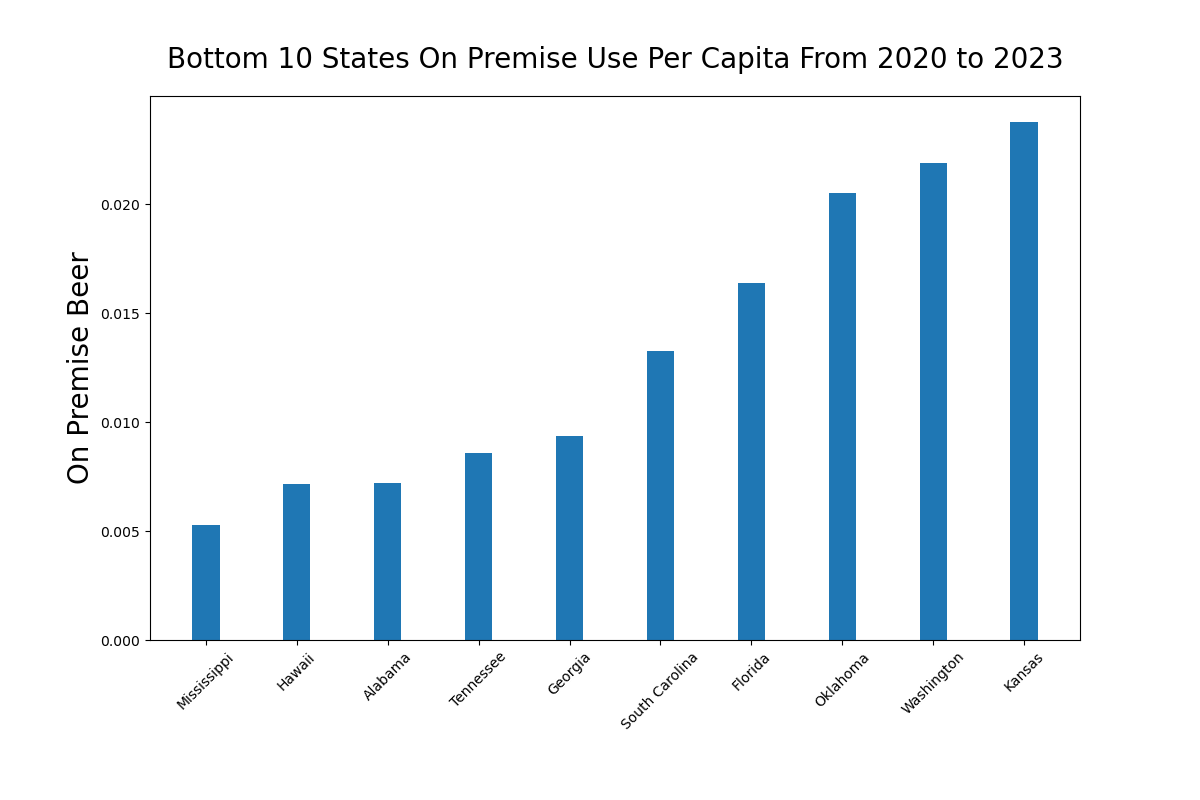 Bottom 10 States On Premise Use Per Capita From 2020 to 2023
On Premise Beer
0.020
0.015
0.010
0.005
0.000
Mississippi
Hawaii
Alabama
Tennessee
Georgia
South Carolina
Florida
Oklahoma
Washington
Kansas